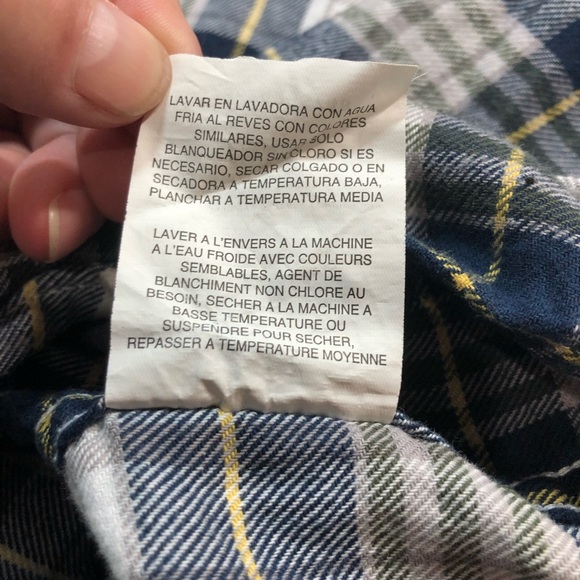 LAVAR EN LAVADORA CON AGUA
FRIA AL REVES CON COLORES
SIMILARES, USAR SOLO
BLANQUEADOR SIN CLORO SI ES
NECESARIO, SECAR COLGADO O EN
SECADORA A TEMPERATURA BAJA,
PLANCHAR A TEMPERATURA MEDIA
LAVER A L'ENVERS A LA MACHINE
A L'EAU FROIDE AVEC COULEURS
SEMBLABLES, AGENT DE
BLANCHIMENT NON CHLORE AU
BESOIN, SECHER A LA MACHINE A
BASSE TEMPERATURE OU
SUSPENDRE POUR SECHER,
REPASSER A TEMPERATURE MOYENNE